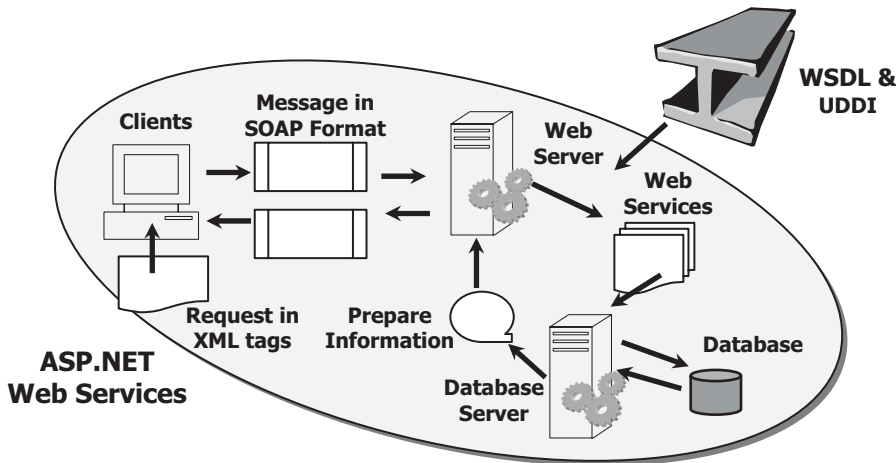 WSDL &
UDDI
Message in
SOAP Format
Clients
Web
Server
Web
Services
Request in
XML tags
Prepare
Information
Database
Database
Server
ASP.NET
Web Services